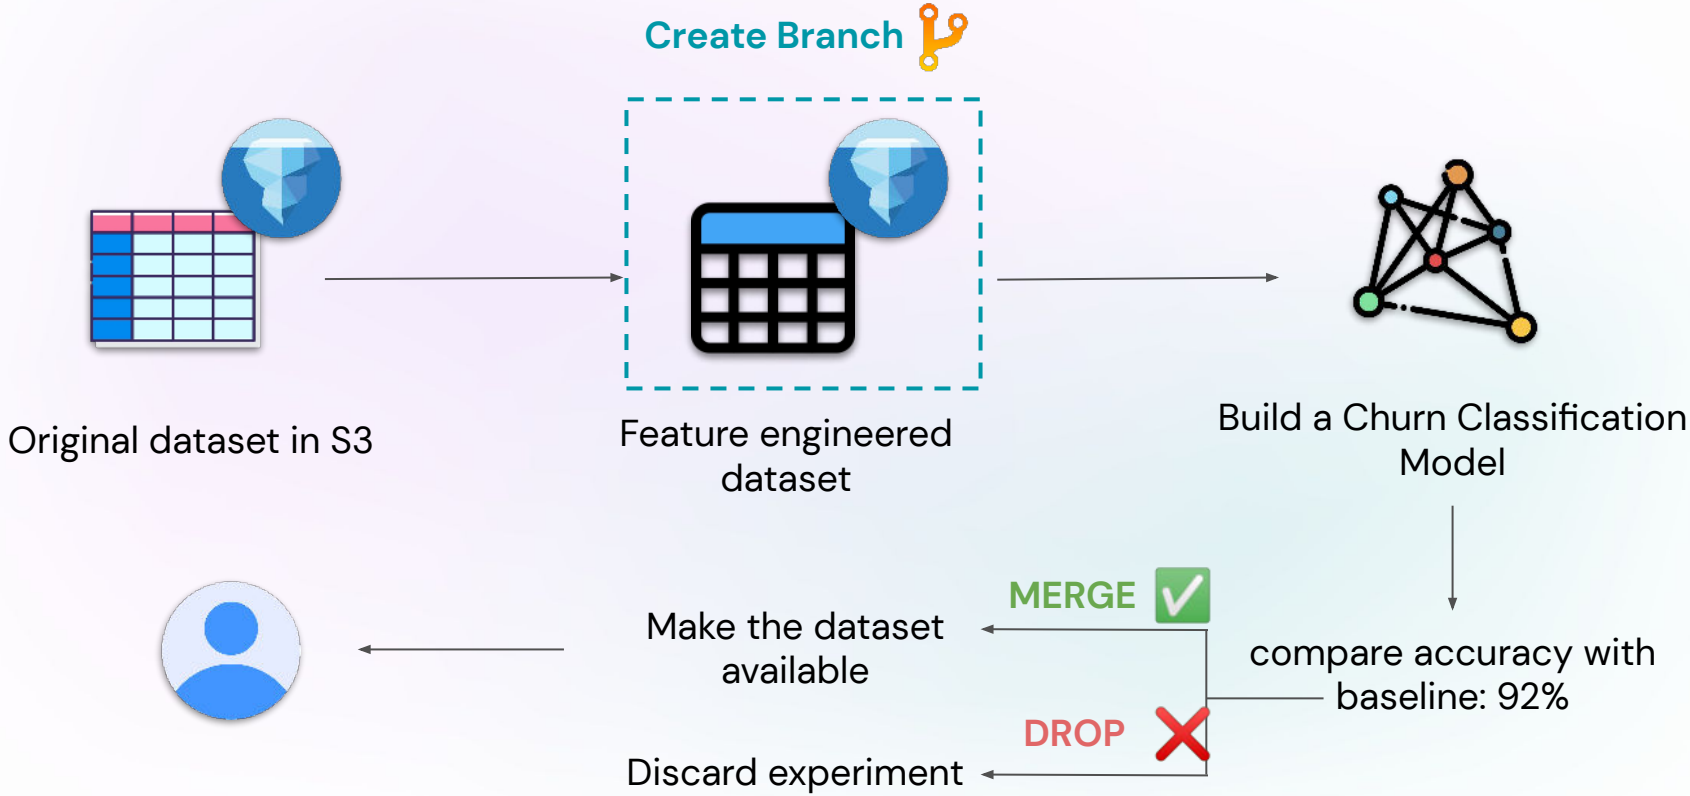 Create Branch
Original dataset in S3
Feature engineered
dataset
Build a Churn Classification
Model
MERGE
Make the dataset
available
compare accuracy with
baseline: 92%
DROP
Discard experiment